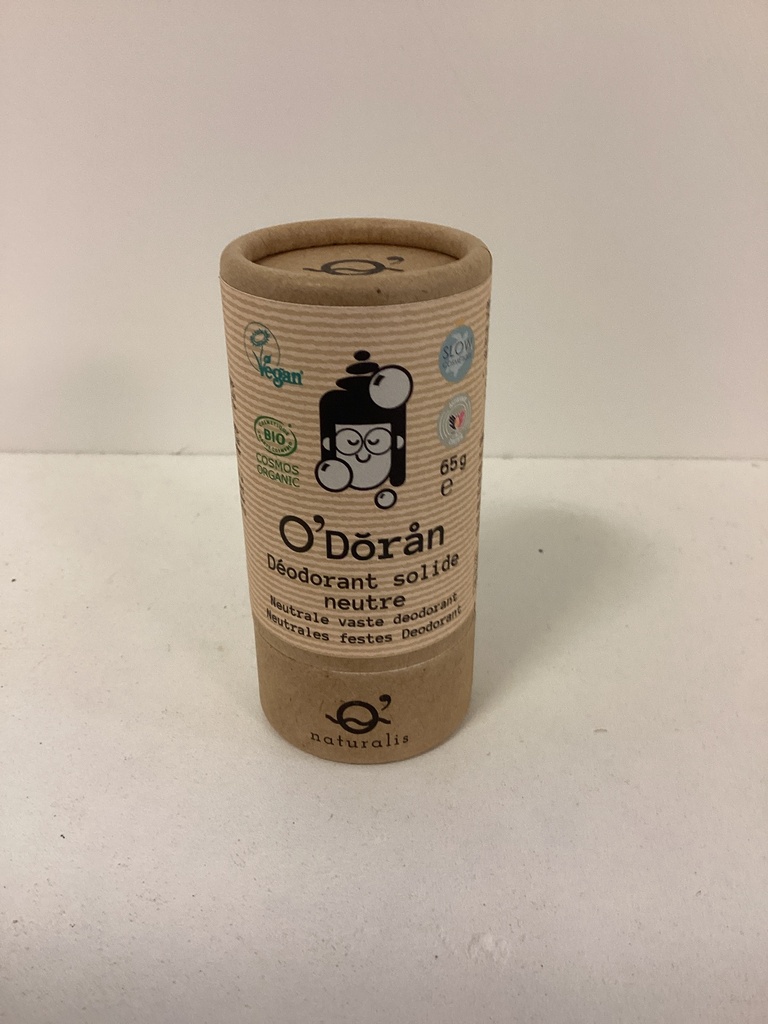 Vegan
SLOW
BIO
COSMOS
ORGANIC
65g
e
O'Dŏrån
Déodorant solide
neutre
Neutrale vaste deodorant
Neutrales festes Deodorant
naturalis